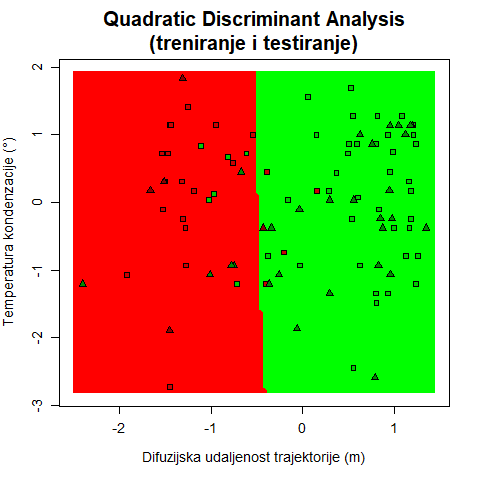 Quadratic Discriminant Analysis
(treniranje i testiranje)
2
1
0
-1
-2
-3
Temperatura kondenzacije (°)
-2
-1
0
1
Difuzijska udaljenost trajektorije (m)